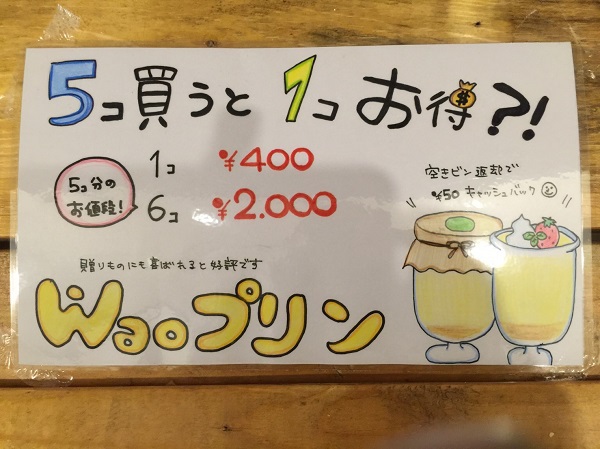 5コ買うと1コお得?!
1コ ¥400
5コ分の
お値段!
6コ ¥2.000
空きビン返却で
¥50 キャッシュバック
贈りものにも喜ばれると好評です
Wooプリン